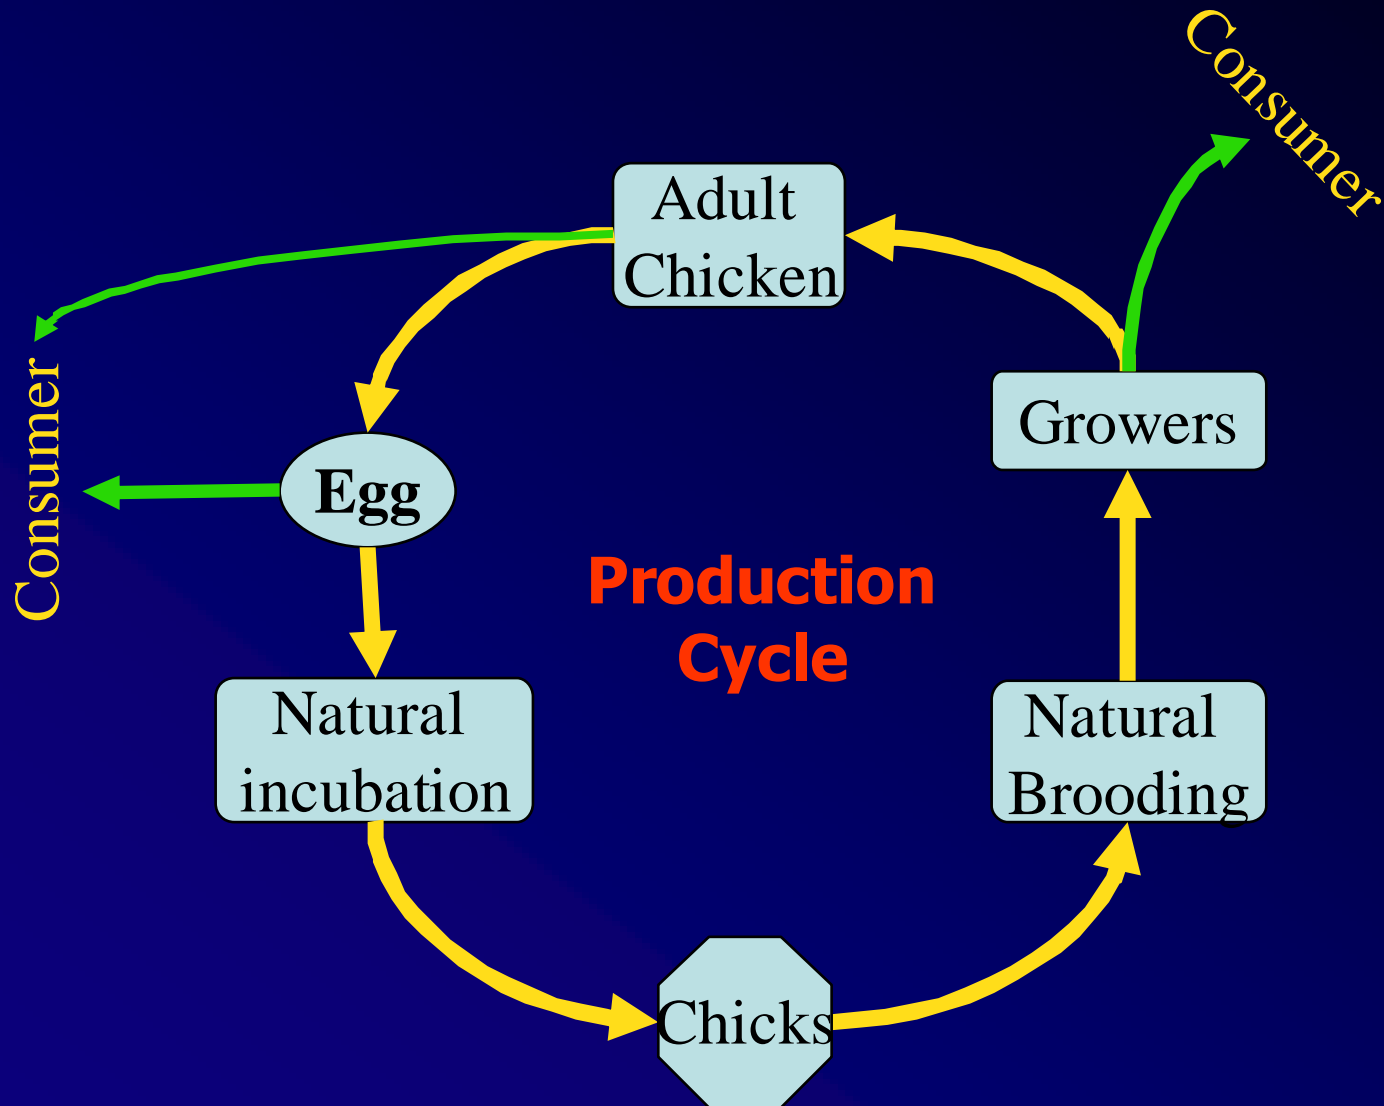 Consumer
Adult
Chicken
Growers
Consumer
Egg
Production
Cycle
Natural
incubation
Natural
Brooding
Chicks